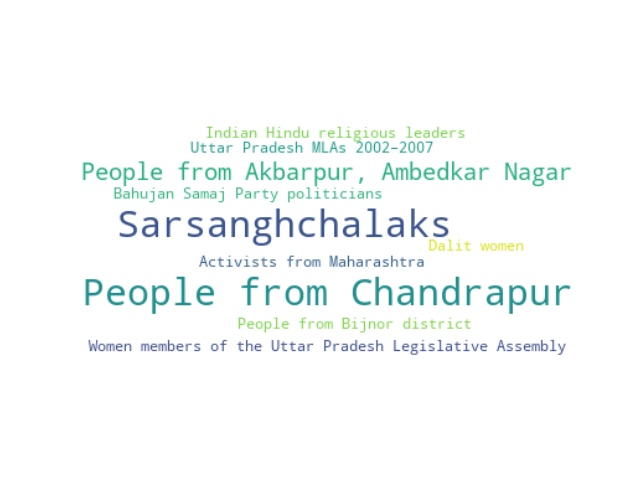 Indian Hindu religious leaders
Uttar Pradesh MLAs 2002–2007
People from Akbarpur, Ambedkar Nagar
Bahujan Samaj Party politicians
Sarsanghchalaks
Dalit women
Activists from Maharashtra
People from Chandrapur
People from Bijnor district
Women members of the Uttar Pradesh Legislative Assembly